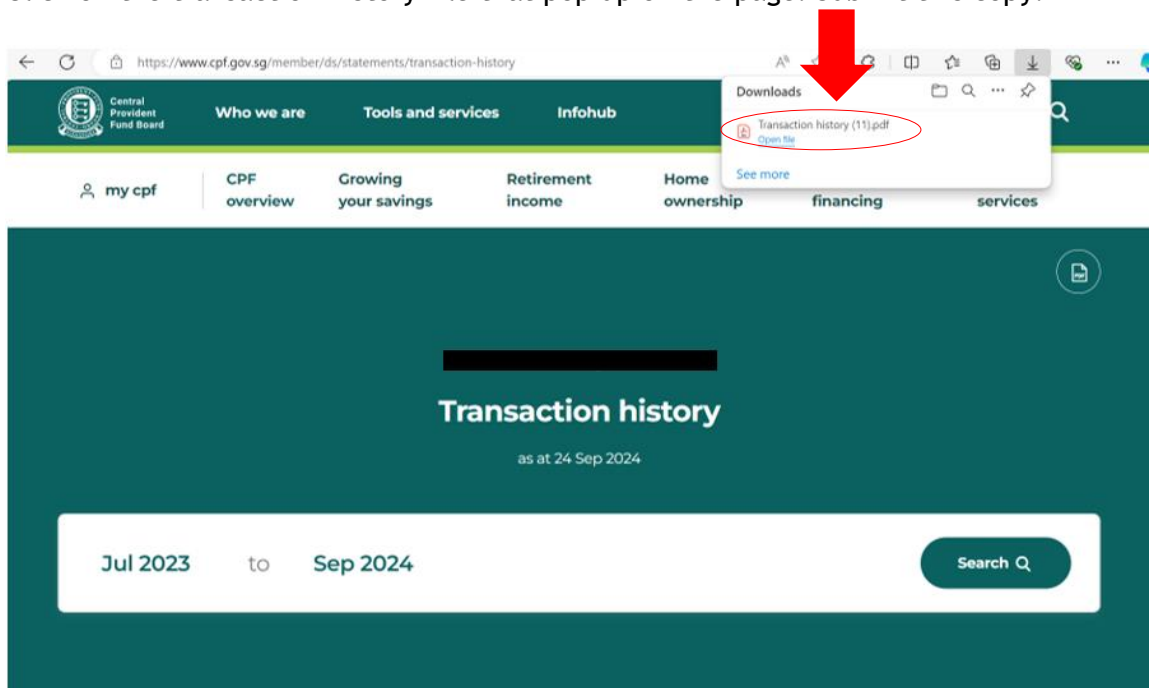 https://www.cpf.gov.sg/member/ds/statements/transaction-history
Central
Provident
Fund Board
Who we are
Tools and services
Infohub
Downloads
Transaction history (11).pdf
Open file
See more
my cpf
CPF
overview
Growing
your savings
Retirement
income
Home
ownership
financing
services
Transaction history
as at 24 Sep 2024
Jul 2023 to Sep 2024
Search